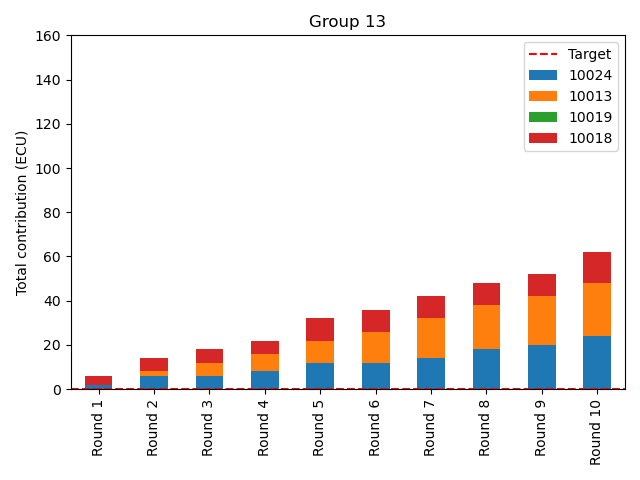 Group 13
Total contribution (ECU)
160
140
120
100
80
60
40
20
0
Target
10024
10013
10019
10018
Round 1
Round 2
Round 3
Round 4
Round 5
Round 6
Round 7
Round 8
Round 9
Round 10